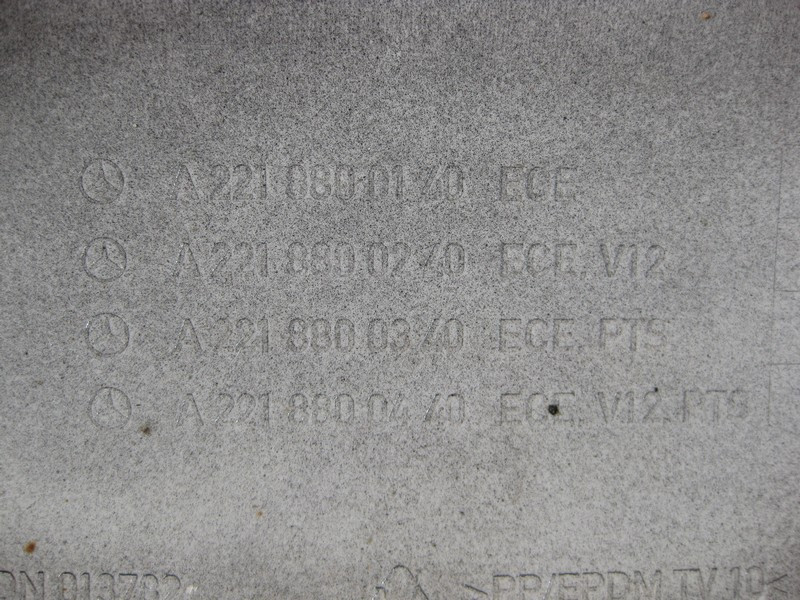 A 221 880 01 40 ECE
A 221 880 02 40 ECE, V12
A 221 880 03 40 ECE, PTS
A 221 880 04 40 ECE, V12, PTS
>PP/EPDM TV 10<